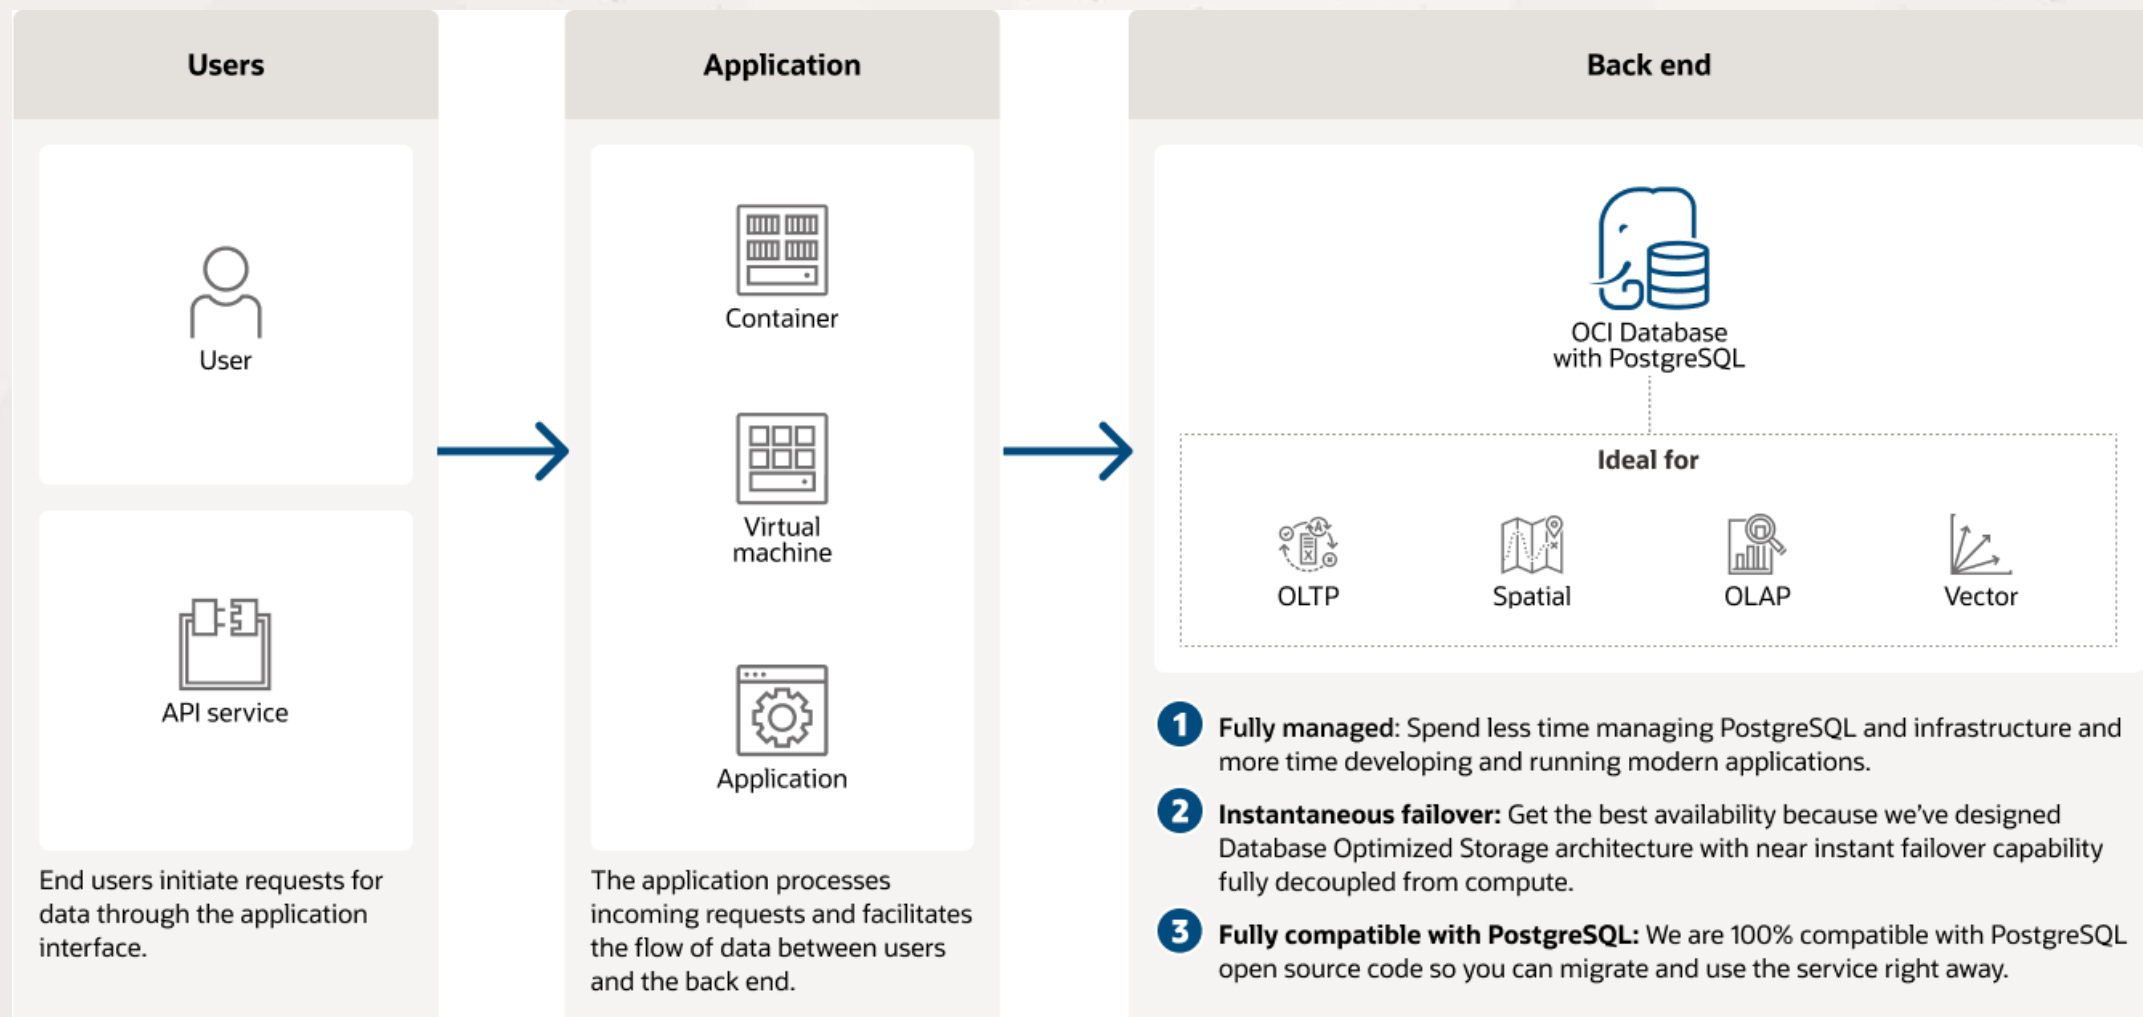 Users
User
API service
End users initiate requests for
data through the application
interface.
Application
Container
Virtual
machine
Application
The application processes
incoming requests and facilitates
the flow of data between users
and the back end.
Back end
OCI Database
with PostgreSQL
Ideal for
OLTP
Spatial
OLAP
Vector
1 Fully managed: Spend less time managing PostgreSQL and infrastructure and
more time developing and running modern applications.
2 Instantaneous failover: Get the best availability because we've designed
Database Optimized Storage architecture with near instant failover capability
fully decoupled from compute.
3 Fully compatible with PostgreSQL: We are 100% compatible with PostgreSQL
open source code so you can migrate and use the service right away.